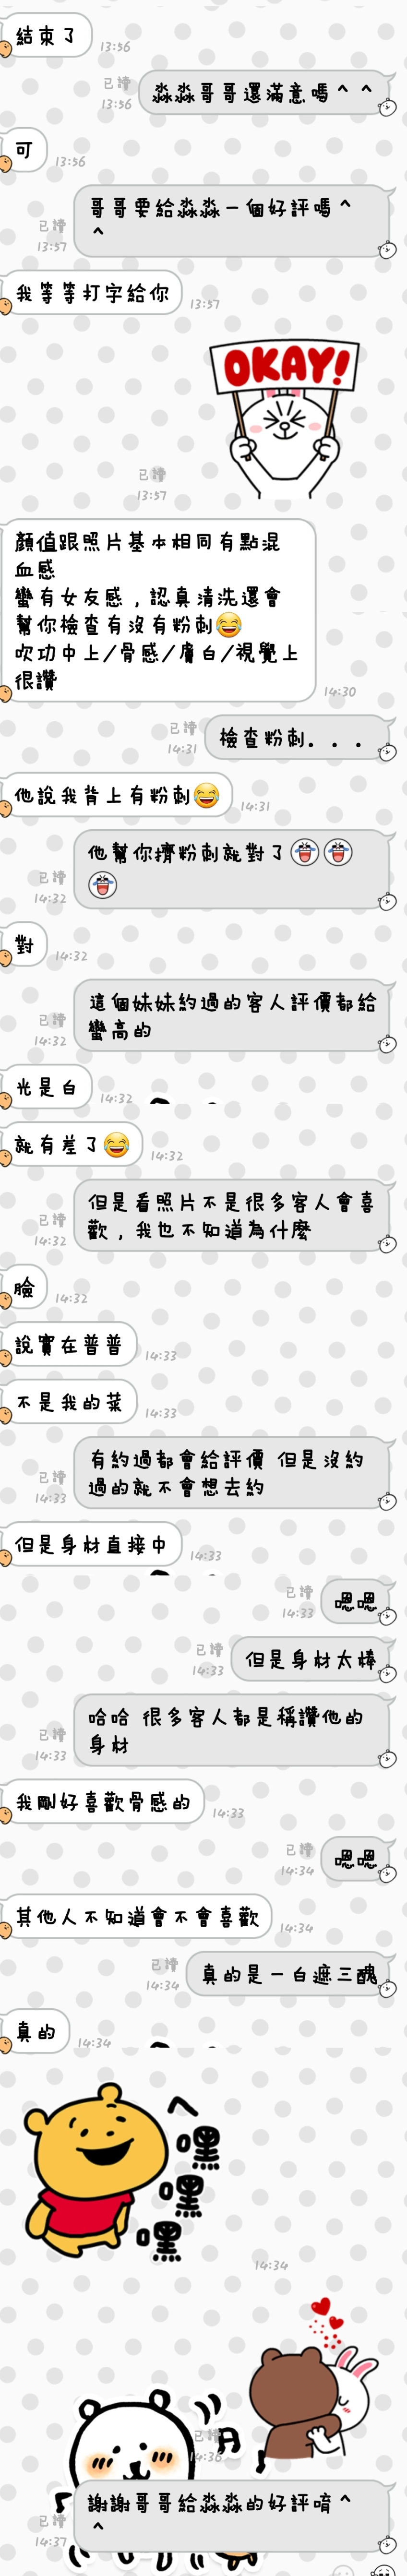 結束了
13:56
已讀
13:56
淼淼哥哥還滿意嗎^ ^
可
13:56
哥哥要給淼淼一個好評嗎^
^
已讀
13:57
我等等打字給你
13:57
OKAY!
已讀
13:57
顏值跟照片基本相同有點混
血感
蠻有女友感,認真清洗還會
幫你檢查有沒有粉刺😂
吹功中上/骨感/膚白/視覺上
很讚
14:30
已讀
14:31
檢查粉刺...
他說我背上有粉刺😂
14:31
他幫你擠粉刺就對了😂😂
😂
已讀
14:32
對
14:32
這個妹妹約過的客人評價都給
蠻高的
已讀
14:32
光是白
14:32
就有差了😂
14:32
但是看照片不是很多客人會喜
歡,我也不知道為什麼
已讀
14:32
臉
14:32
說實在普普
14:33
不是我的菜
14:33
有約過都會給評價 但是沒約
過的就不會想去約
已讀
14:33
但是身材直接中
14:33
已讀
14:33
嗯嗯
已讀
14:33
但是身材太棒
哈哈 很多客人都是稱讚他的
身材
已讀
14:33
我剛好喜歡骨感的
14:33
已讀
14:34
嗯嗯
其他人不知道會不會喜歡
14:34
已讀
14:34
真的是一白遮三醜
真的
14:34
ㄟ
嘿
嘿
嘿
14:34
已讀
14:36
謝謝哥哥給淼淼的好評唷^
^
已讀
14:37